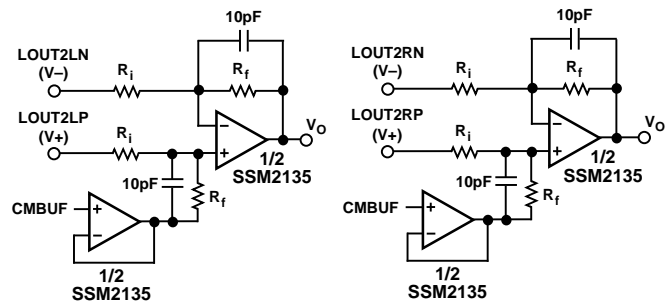 10pF
LOUT2LN
(V–)
Ri
Rf
LOUT2LP
(V+)
Ri
VO
1/2
SSM2135
10pF
Rf
CMBUF
1/2
SSM2135
10pF
LOUT2RN
(V–)
Ri
Rf
LOUT2RP
(V+)
Ri
VO
1/2
SSM2135
10pF
Rf
CMBUF
1/2
SSM2135